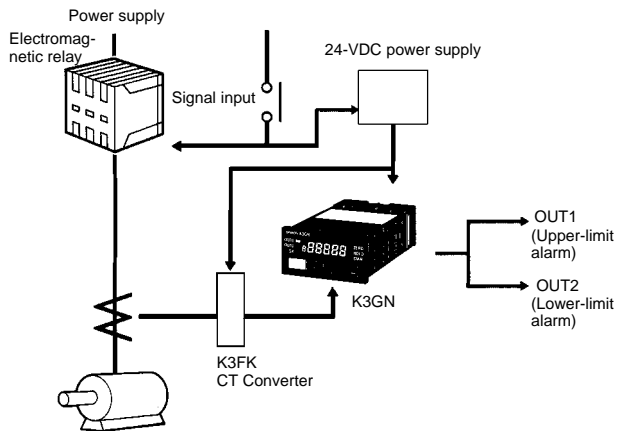 Power supply
Electromag-
netic relay
Signal input
24-VDC power supply
K3GN
OUT1
(Upper-limit
alarm)
OUT2
(Lower-limit
alarm)
K3FK
CT Converter